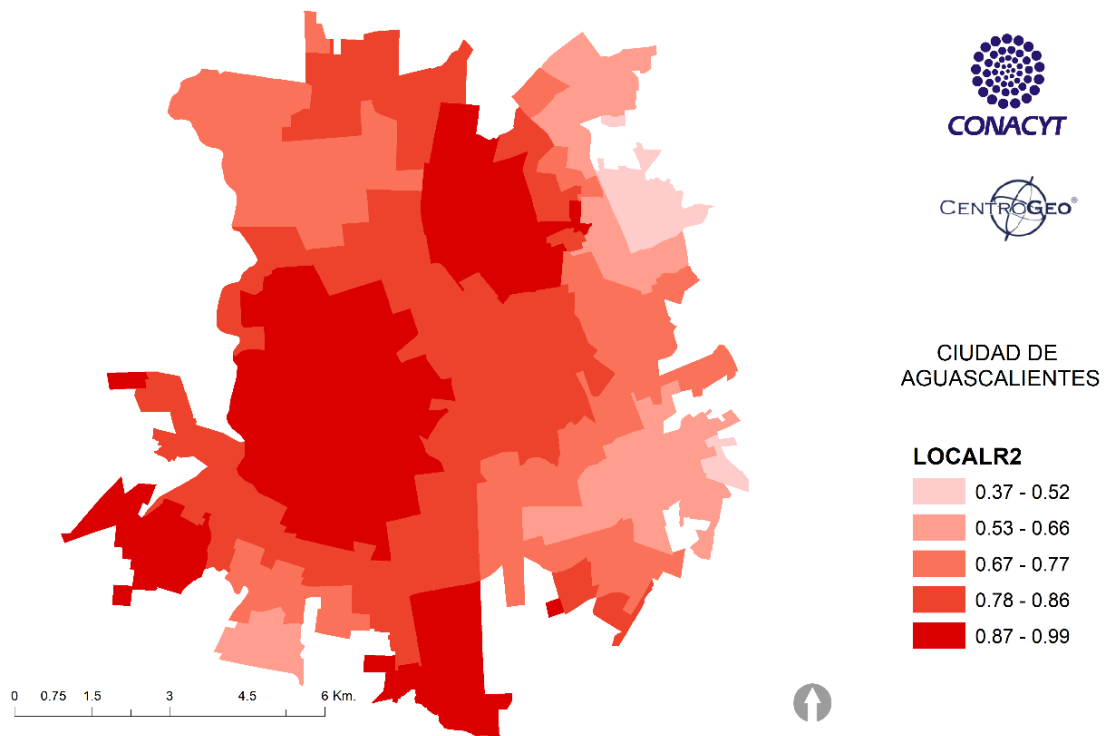 CONACYT
CENTROGEO®
CIUDAD DE
AGUASCALIENTES
LOCALR2
0.37 - 0.52
0.53 - 0.66
0.67 - 0.77
0.78 - 0.86
0.87 - 0.99
0 0.75 1.5 3 4.5 6 Km.